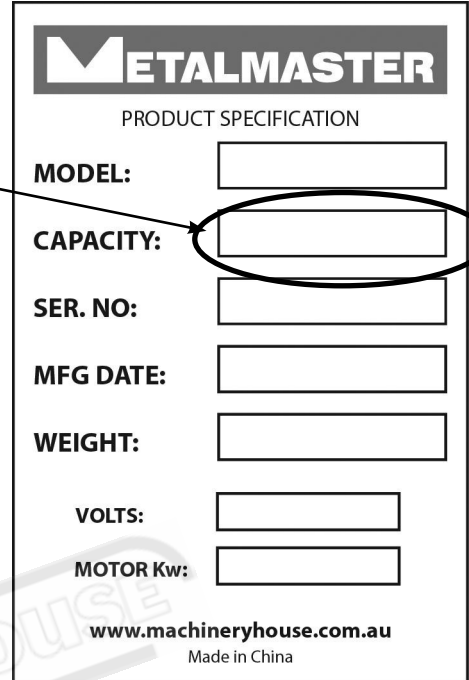 METALMASTER
PRODUCT SPECIFICATION
MODEL:
CAPACITY:
SER. NO:
MFG DATE:
WEIGHT:
VOLTS:
MOTOR Kw:
www.machineryhouse.com.au
Made in China